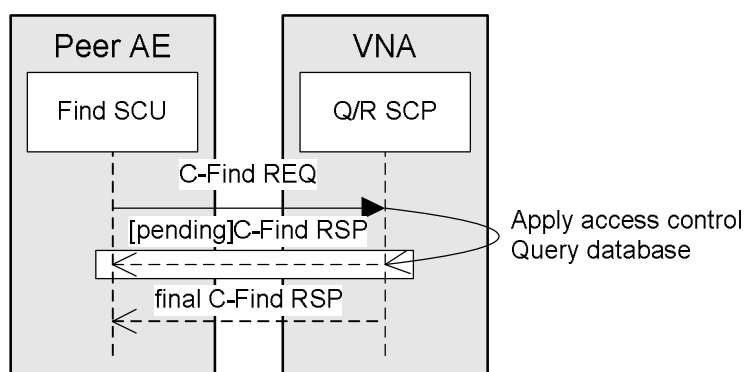 Peer AE
VNA
Find SCU
Q/R SCP
C-Find REQ
[pending]C-Find RSP
Apply access control
Query database
final C-Find RSP